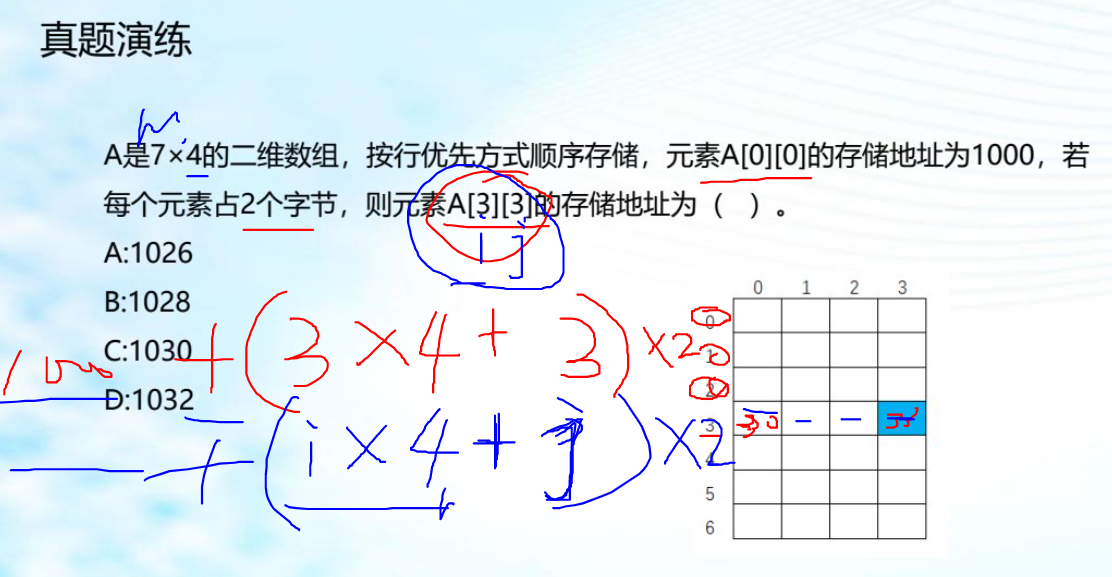 真题演练
n
A是7×4的二维数组，按行优先方式顺序存储，元素A[0][0]的存储地址为1000，若
每个元素占2个字节，则元素A[3][3]的存储地址为（ ）。
i j
A:1026
B:1028
C:1030
D:1032
1000 + (3×4+3)×2
+ (i×4+j)×2
0 1 2 3
0
1
2
3 30
4
5
6